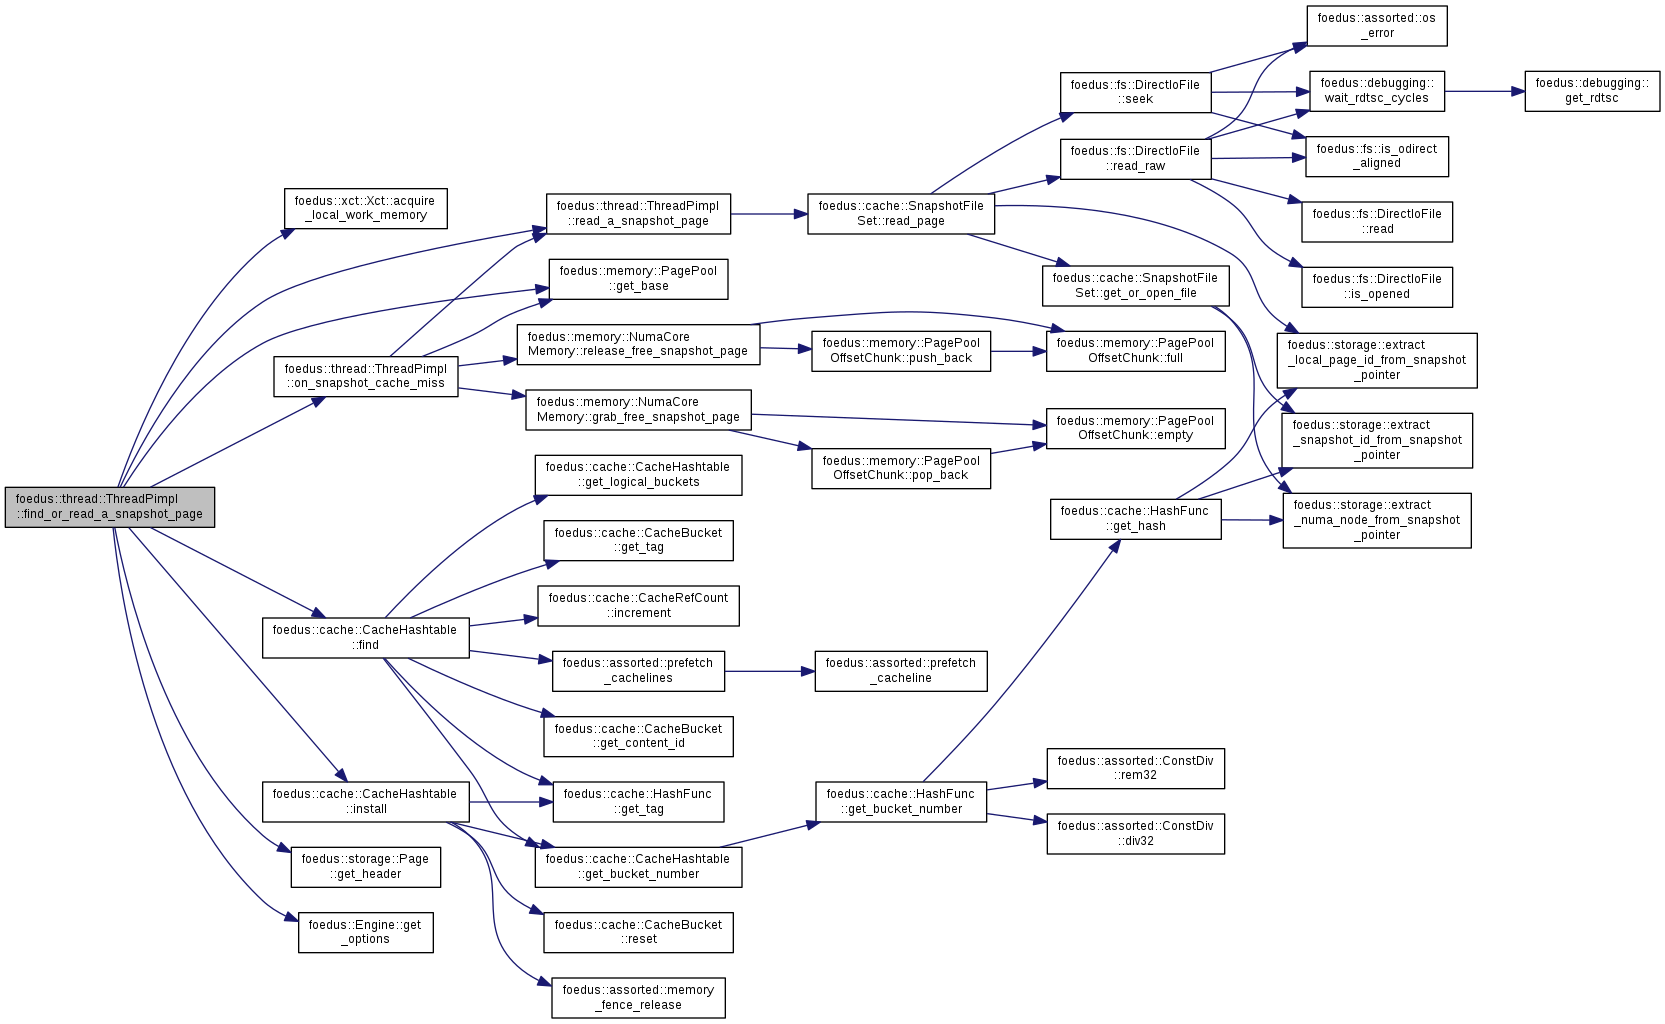 foedus::thread::ThreadPimpl
::find_or_read_a_snapshot_page
foedus::xct::Xct::acquire
_local_work_memory
foedus::thread::ThreadPimpl
::on_snapshot_cache_miss
foedus::cache::CacheHashtable
::find
foedus::cache::CacheHashtable
::install
foedus::storage::Page
::get_header
foedus::Engine::get
_options
foedus::thread::ThreadPimpl
::read_a_snapshot_page
foedus::memory::PagePool
::get_base
foedus::memory::NumaCore
Memory::release_free_snapshot_page
foedus::memory::NumaCore
Memory::grab_free_snapshot_page
foedus::cache::CacheHashtable
::get_logical_buckets
foedus::cache::CacheBucket
::get_tag
foedus::cache::CacheRefCount
::increment
foedus::assorted::prefetch
_cachelines
foedus::cache::CacheBucket
::get_content_id
foedus::cache::HashFunc
::get_tag
foedus::cache::CacheHashtable
::get_bucket_number
foedus::cache::CacheBucket
::reset
foedus::assorted::memory
_fence_release
foedus::cache::SnapshotFile
Set::read_page
foedus::memory::PagePool
OffsetChunk::push_back
foedus::memory::PagePool
OffsetChunk::pop_back
foedus::assorted::prefetch
_cacheline
foedus::cache::HashFunc
::get_bucket_number
foedus::fs::DirectIoFile
::seek
foedus::fs::DirectIoFile
::read_raw
foedus::cache::SnapshotFile
Set::get_or_open_file
foedus::memory::PagePool
OffsetChunk::full
foedus::memory::PagePool
OffsetChunk::empty
foedus::cache::HashFunc
::get_hash
foedus::assorted::ConstDiv
::rem32
foedus::assorted::ConstDiv
::div32
foedus::assorted::os
_error
foedus::debugging::
wait_rdtsc_cycles
foedus::fs::is_odirect
_aligned
foedus::fs::DirectIoFile
::read
foedus::fs::DirectIoFile
::is_opened
foedus::storage::extract
_local_page_id_from_snapshot
_pointer
foedus::storage::extract
_snapshot_id_from_snapshot
_pointer
foedus::storage::extract
_numa_node_from_snapshot
_pointer
foedus::debugging::
get_rdtsc